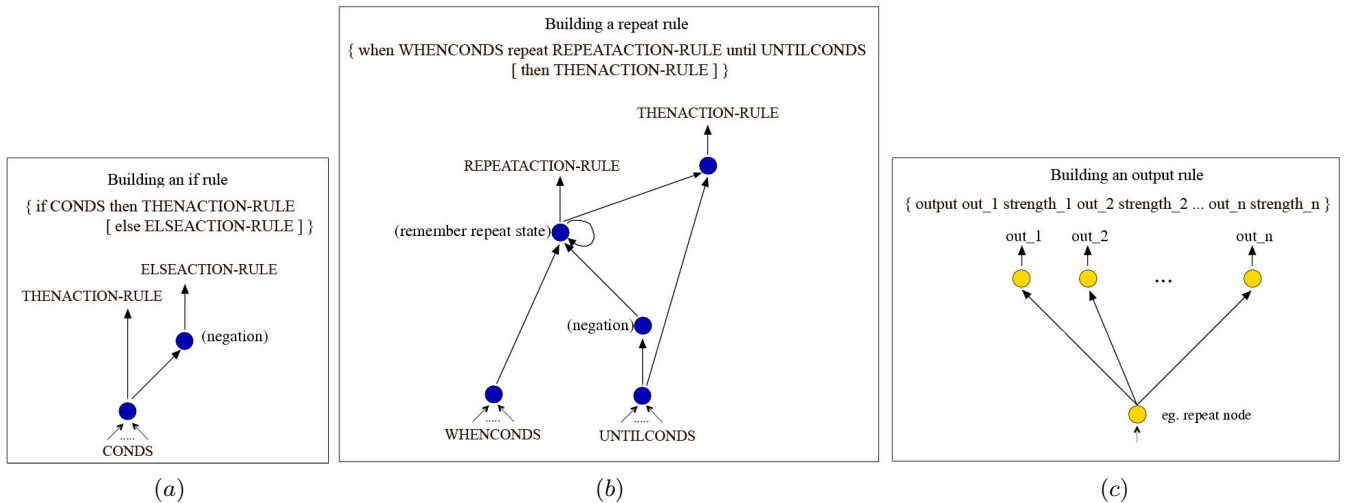 Building an if rule
{ if CONDS then THENACTION-RULE
[ else ELSEACTION-RULE ] }
ELSEACTION-RULE
THENACTION-RULE
(negation)
.....
CONDS
(a)
Building a repeat rule
{ when WHENCONDS repeat REPEATACTION-RULE until UNTILCONDS
[ then THENACTION-RULE ] }
THENACTION-RULE
REPEATACTION-RULE
(remember repeat state)
(negation)
..... .....
WHENCONDS UNTILCONDS
(b)
Building an output rule
{ output out_1 strength_1 out_2 strength_2 ... out_n strength_n }
out_1 out_2 out_n
...
eg. repeat node
(c)